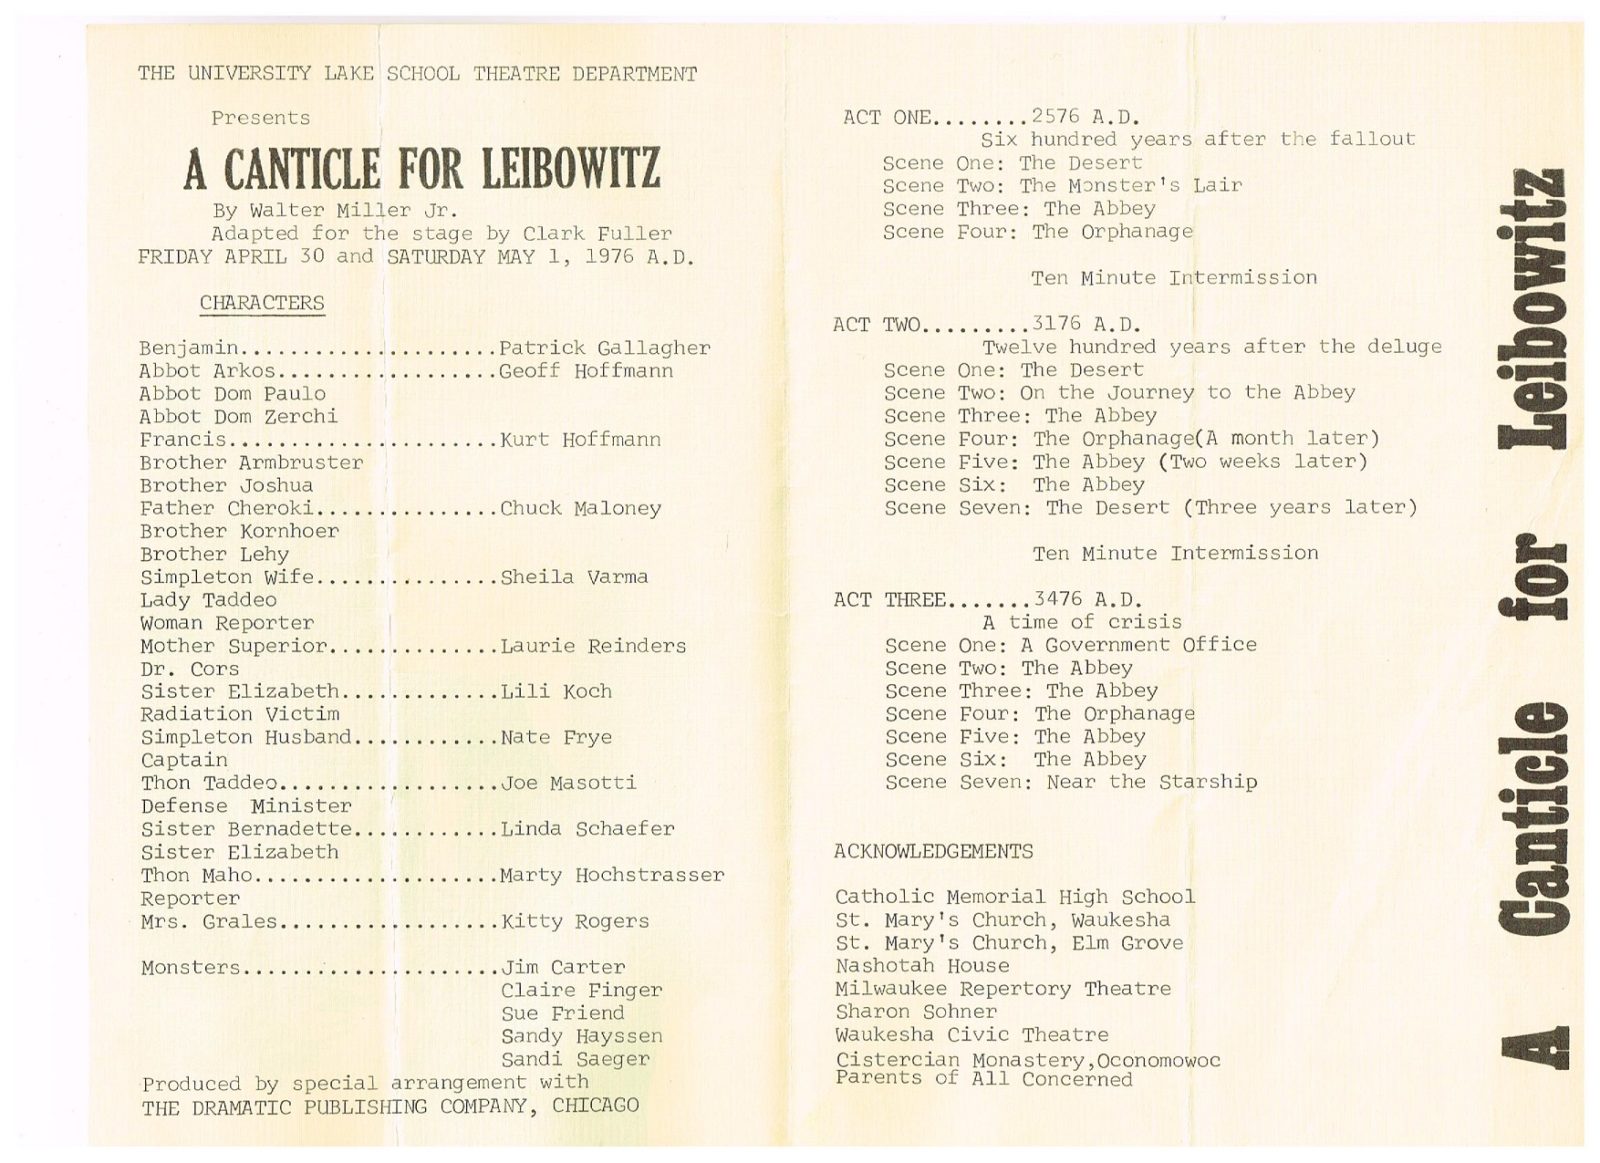 THE UNIVERSITY LAKE SCHOOL THEATRE DEPARTMENT
Presents
A CANTICLE FOR LEIBOWITZ
By Walter Miller Jr.
Adapted for the stage by Clark Fuller
FRIDAY APRIL 30 and SATURDAY MAY 1, 1976 A.D.
CHARACTERS
Benjamin.....................Patrick Gallagher
Abbot Arkos..................Geoff Hoffmann
Abbot Dom Paulo
Abbot Dom Zerchi
Francis......................Kurt Hoffmann
Brother Armbruster
Brother Joshua
Father Cheroki...............Chuck Maloney
Brother Kornhoer
Brother Lehy
Simpleton Wife...............Sheila Varma
Lady Taddeo
Woman Reporter
Mother Superior..............Laurie Reinders
Dr. Cors
Sister Elizabeth.............Lili Koch
Radiation Victim
Simpleton Husband............Nate Frye
Captain
Thon Taddeo..................Joe Masotti
Defense Minister
Sister Bernadette............Linda Schaefer
Sister Elizabeth
Thon Maho....................Marty Hochstrasser
Reporter
Mrs. Grales..................Kitty Rogers
Monsters.....................Jim Carter
Claire Finger
Sue Friend
Sandy Hayssen
Sandi Saeger
Produced by special arrangement with
THE DRAMATIC PUBLISHING COMPANY, CHICAGO
ACT ONE........2576 A.D.
Six hundred years after the fallout
Scene One: The Desert
Scene Two: The Monster's Lair
Scene Three: The Abbey
Scene Four: The Orphanage
Ten Minute Intermission
ACT TWO.........3176 A.D.
Twelve hundred years after the deluge
Scene One: The Desert
Scene Two: On the Journey to the Abbey
Scene Three: The Abbey
Scene Four: The Orphanage(A month later)
Scene Five: The Abbey (Two weeks later)
Scene Six: The Abbey
Scene Seven: The Desert (Three years later)
Ten Minute Intermission
ACT THREE.......3476 A.D.
A time of crisis
Scene One: A Government Office
Scene Two: The Abbey
Scene Three: The Abbey
Scene Four: The Orphanage
Scene Five: The Abbey
Scene Six: The Abbey
Scene Seven: Near the Starship
ACKNOWLEDGEMENTS
Catholic Memorial High School
St. Mary's Church, Waukesha
St. Mary's Church, Elm Grove
Nashotah House
Milwaukee Repertory Theatre
Sharon Sohner
Waukesha Civic Theatre
Cistercian Monastery,Oconomowoc
Parents of All Concerned
A Canticle for Leibowitz